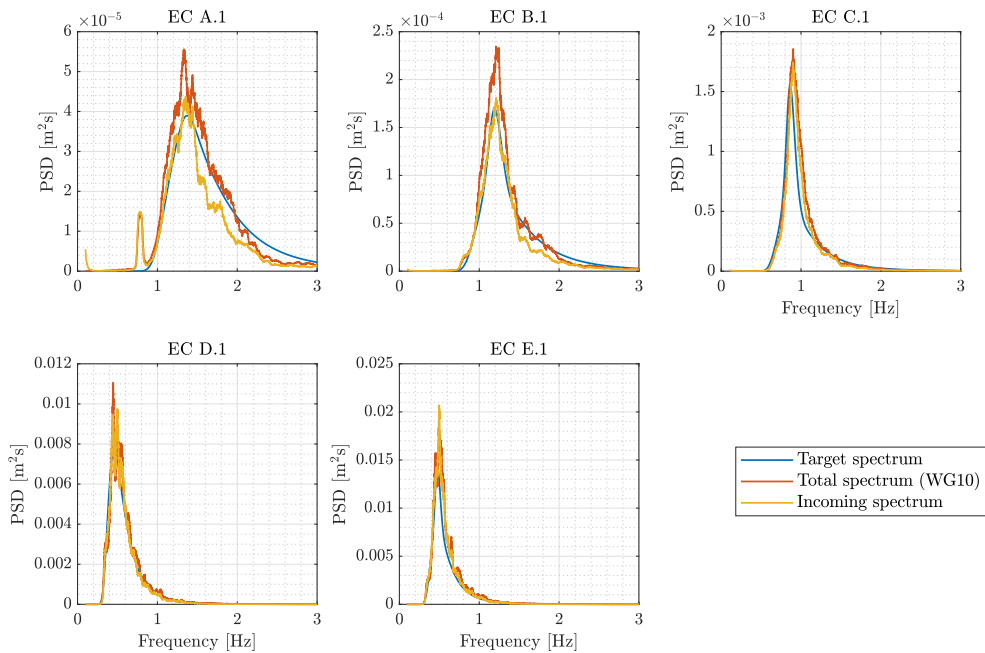 EC A.1
×10⁻⁵
6
5
4
3
2
1
0
PSD [m²s]
0 1 2 3
EC B.1
×10⁻⁴
2.5
2
1.5
1
0.5
0
PSD [m²s]
0 1 2 3
EC C.1
×10⁻³
2
1.5
1
0.5
0
PSD [m²s]
0 1 2 3
Frequency [Hz]
EC D.1
0.012
0.01
0.008
0.006
0.004
0.002
0
PSD [m²s]
0 1 2 3
Frequency [Hz]
EC E.1
0.025
0.02
0.015
0.01
0.005
0
PSD [m²s]
0 1 2 3
Frequency [Hz]
Target spectrum
Total spectrum (WG10)
Incoming spectrum